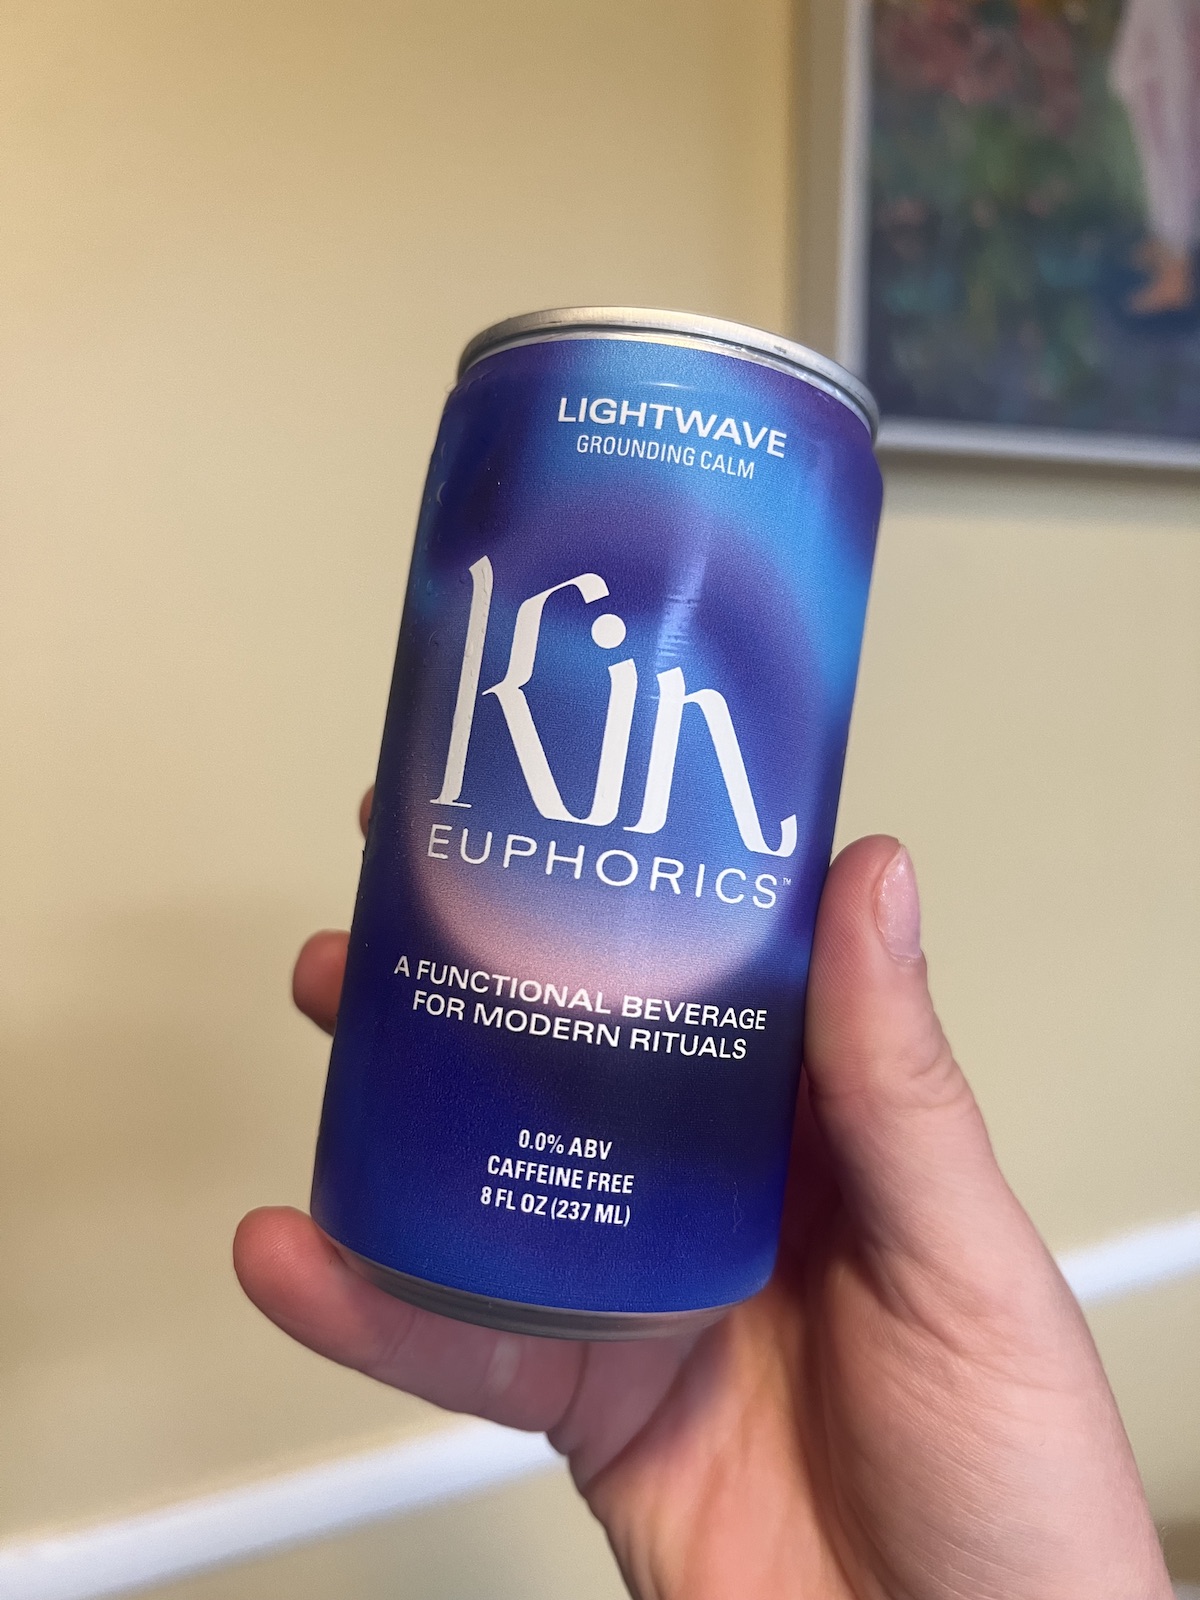 LIGHTWAVE
GROUNDING CALM
Kin
EUPHORICS™
A FUNCTIONAL BEVERAGE
FOR MODERN RITUALS
0.0% ABV
CAFFEINE FREE
8 FL OZ (237 ML)